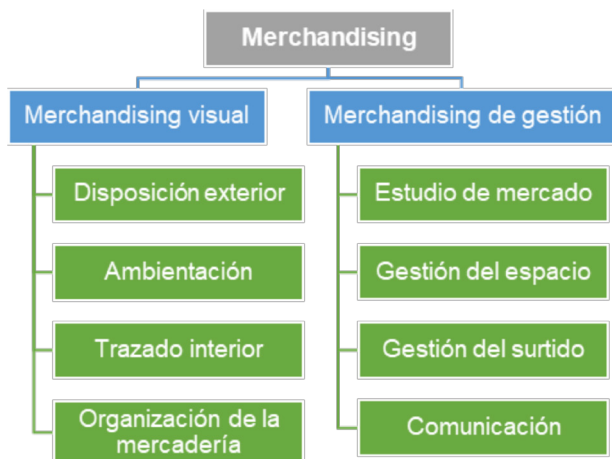 Merchandising
Merchandising visual
Merchandising de gestión
Disposición exterior
Estudio de mercado
Ambientación
Gestión del espacio
Trazado interior
Gestión del surtido
Organización de la
mercadería
Comunicación